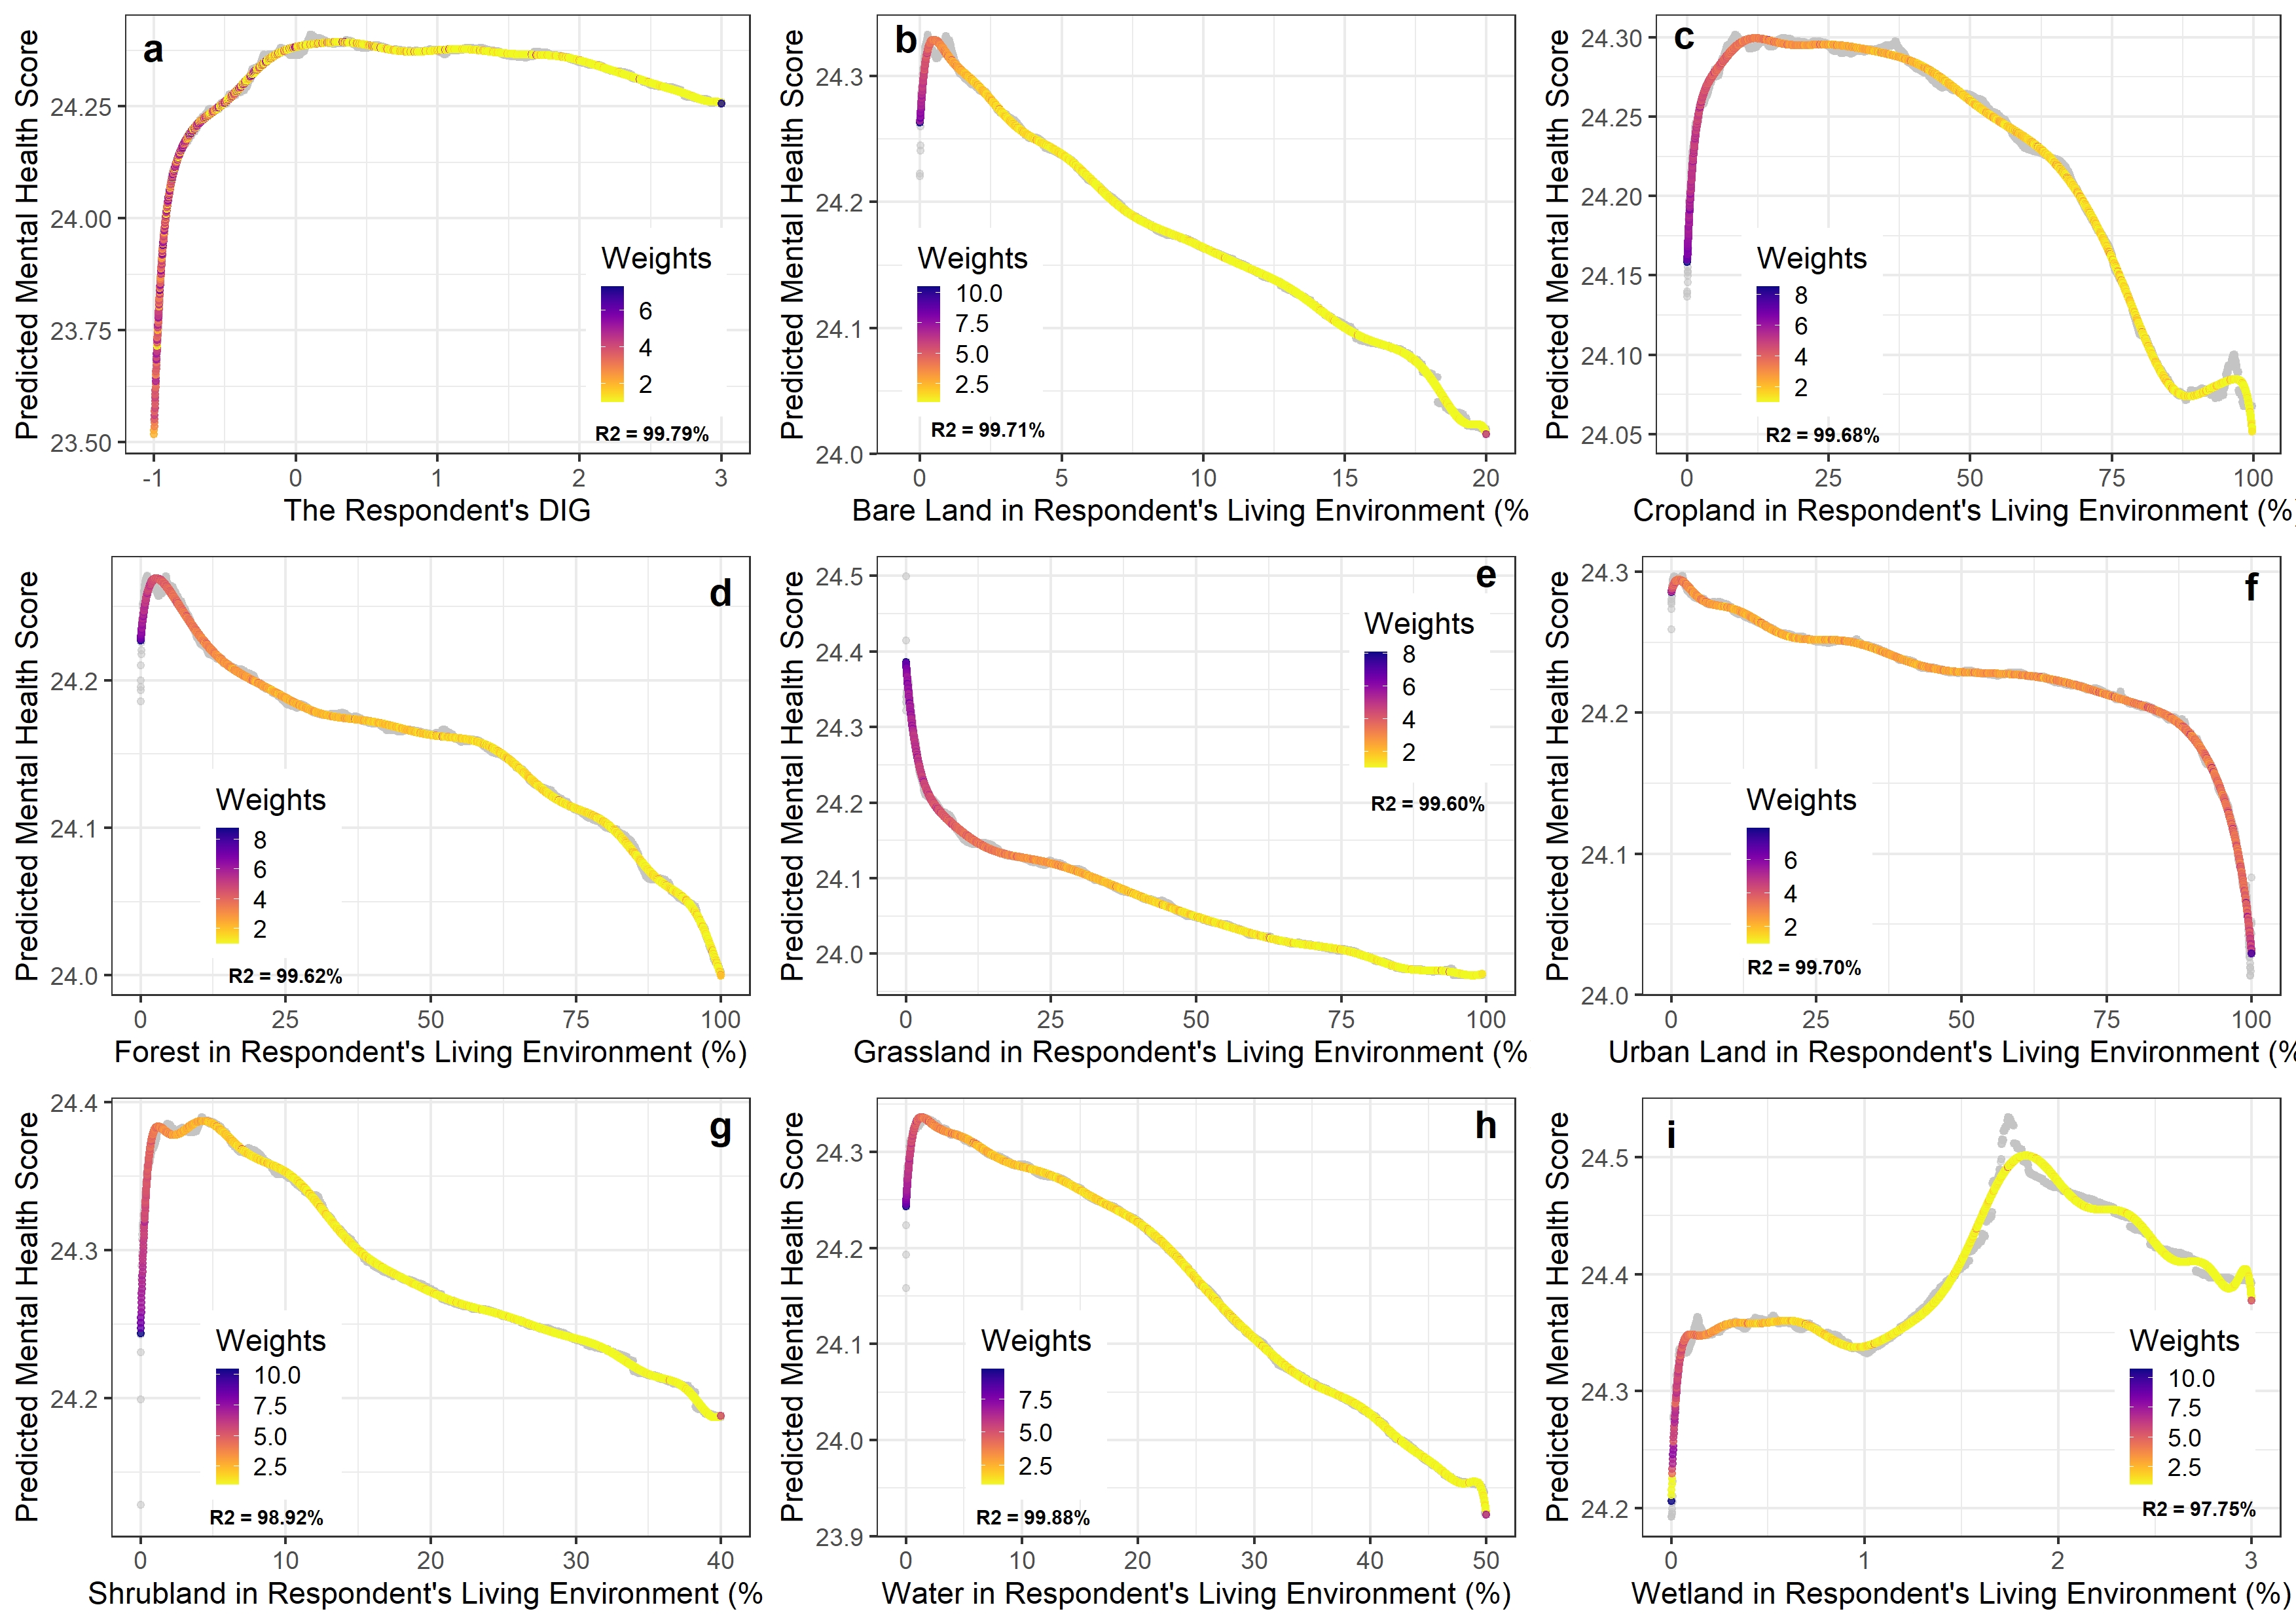 a
Predicted Mental Health Score
24.25
24.00
23.75
23.50
Weights
6
4
2
R2 = 99.79%
-1 0 1 2 3
The Respondent's DIG
b
Predicted Mental Health Score
24.3
24.2
24.1
24.0
Weights
10.0
7.5
5.0
2.5
R2 = 99.71%
0 5 10 15 20
Bare Land in Respondent's Living Environment (%
c
Predicted Mental Health Score
24.30
24.25
24.20
24.15
24.10
24.05
Weights
8
6
4
2
R2 = 99.68%
0 25 50 75 100
Cropland in Respondent's Living Environment (%)
d
Predicted Mental Health Score
24.2
24.1
24.0
Weights
8
6
4
2
R2 = 99.62%
0 25 50 75 100
Forest in Respondent's Living Environment (%)
e
Predicted Mental Health Score
24.5
24.4
24.3
24.2
24.1
24.0
Weights
8
6
4
2
R2 = 99.60%
0 25 50 75 100
Grassland in Respondent's Living Environment (%
f
Predicted Mental Health Score
24.3
24.2
24.1
24.0
Weights
6
4
2
R2 = 99.70%
0 25 50 75 100
Urban Land in Respondent's Living Environment (%
g
Predicted Mental Health Score
24.4
24.3
24.2
Weights
10.0
7.5
5.0
2.5
R2 = 98.92%
0 10 20 30 40
Shrubland in Respondent's Living Environment (%
h
Predicted Mental Health Score
24.3
24.2
24.1
24.0
23.9
Weights
7.5
5.0
2.5
R2 = 99.88%
0 10 20 30 40 50
Water in Respondent's Living Environment (%)
i
Predicted Mental Health Score
24.5
24.4
24.3
24.2
Weights
10.0
7.5
5.0
2.5
R2 = 97.75%
0 1 2 3
Wetland in Respondent's Living Environment (%)